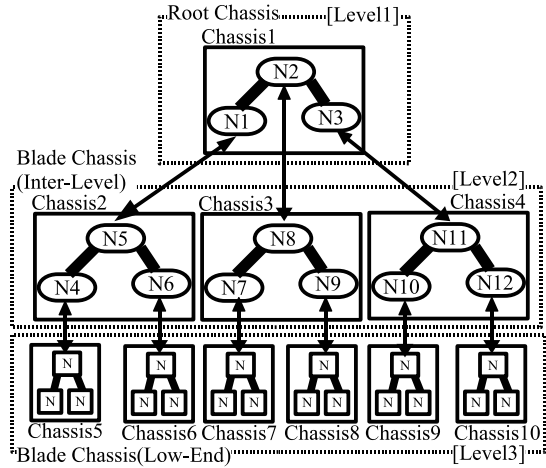 Root Chassis [Level1]
Chassis1
N2
N1 N3
Blade Chassis
(Inter-Level) [Level2]
Chassis2 Chassis3 Chassis4
N5 N8 N11
N4 N6 N7 N9 N10 N12
N N N N N N
N N N N N N N N N N N N
Chassis5 Chassis6 Chassis7 Chassis8 Chassis9 Chassis10
Blade Chassis(Low-End) [Level3]